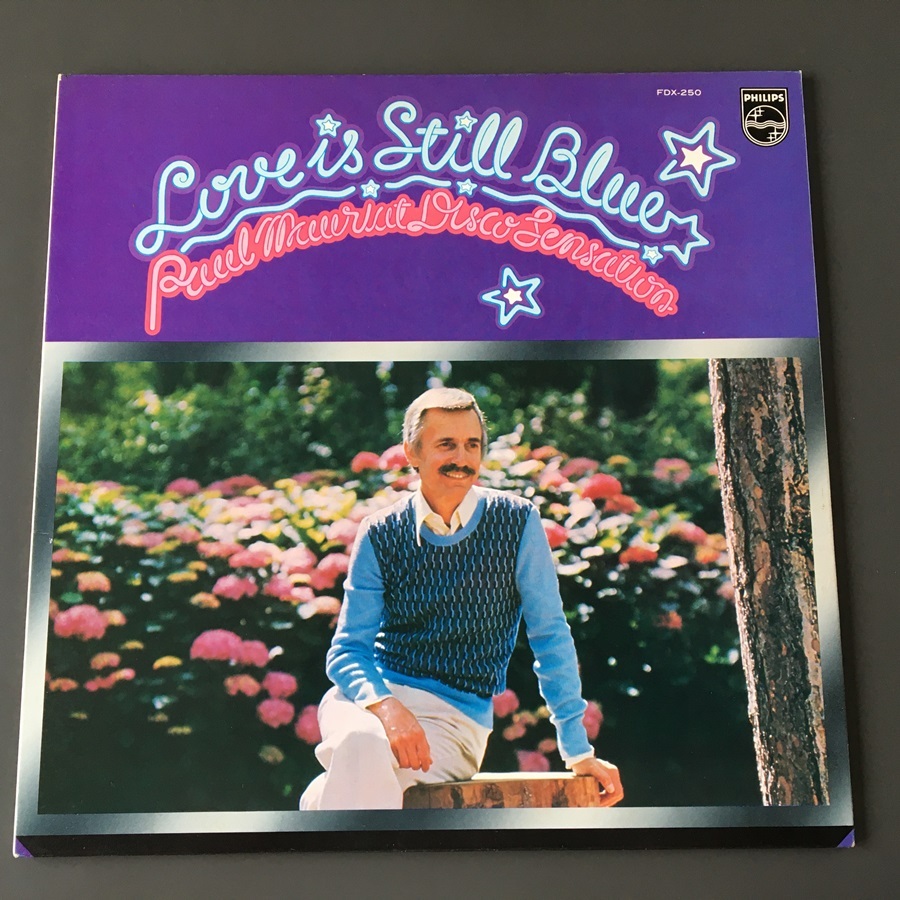 FDX-250
PHILIPS
Love is Still Blue
Paul Mauriat Disco Sensation